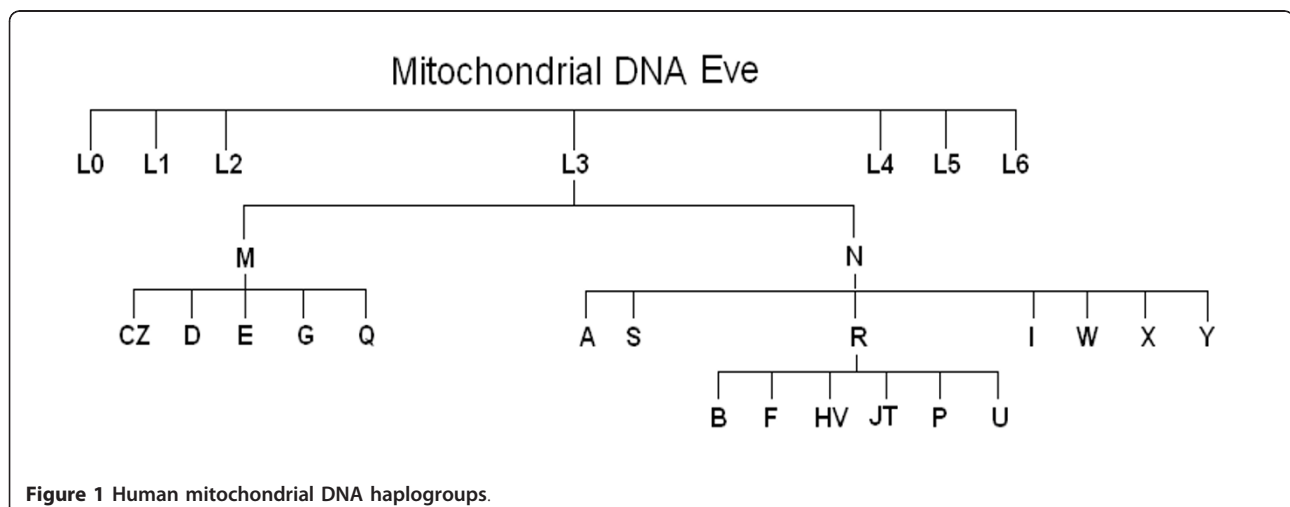 Mitochondrial DNA Eve
L0 L1 L2 L3 L4 L5 L6
M N
CZ D E G Q A S R I W X Y
B F HV JT P U
Figure 1 Human mitochondrial DNA haplogroups.